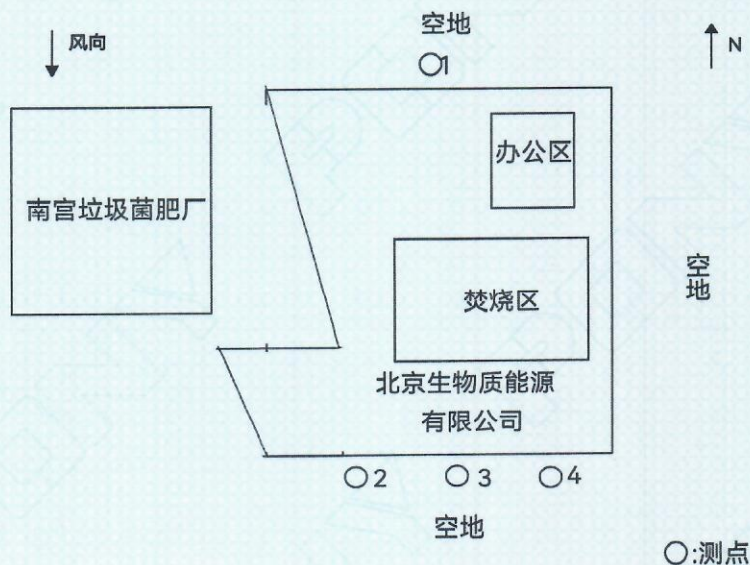 空地
风向
N
○1
办公区
南宫垃圾菌肥厂
空地
焚烧区
北京生物质能源
有限公司
○2 ○3 ○4
空地
○:测点